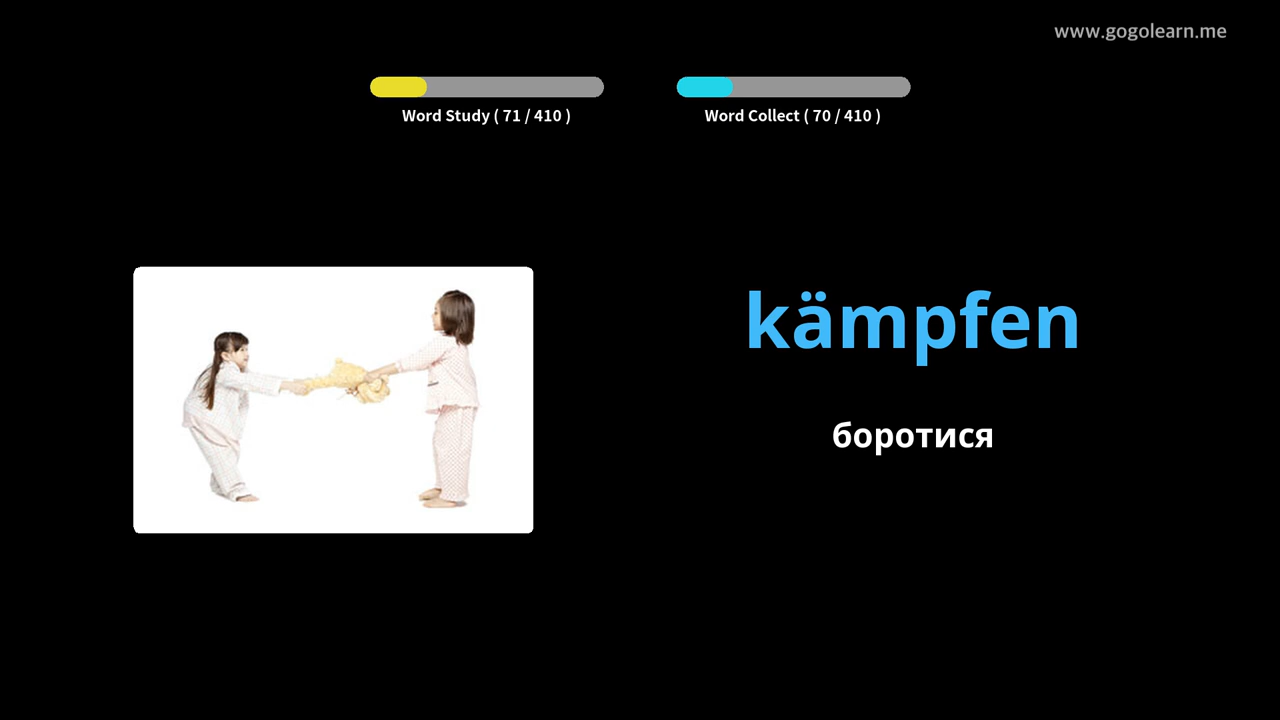 www.gogolearn.me
Word Study ( 71 / 410 )
Word Collect ( 70 / 410 )
kämpfen
боротися